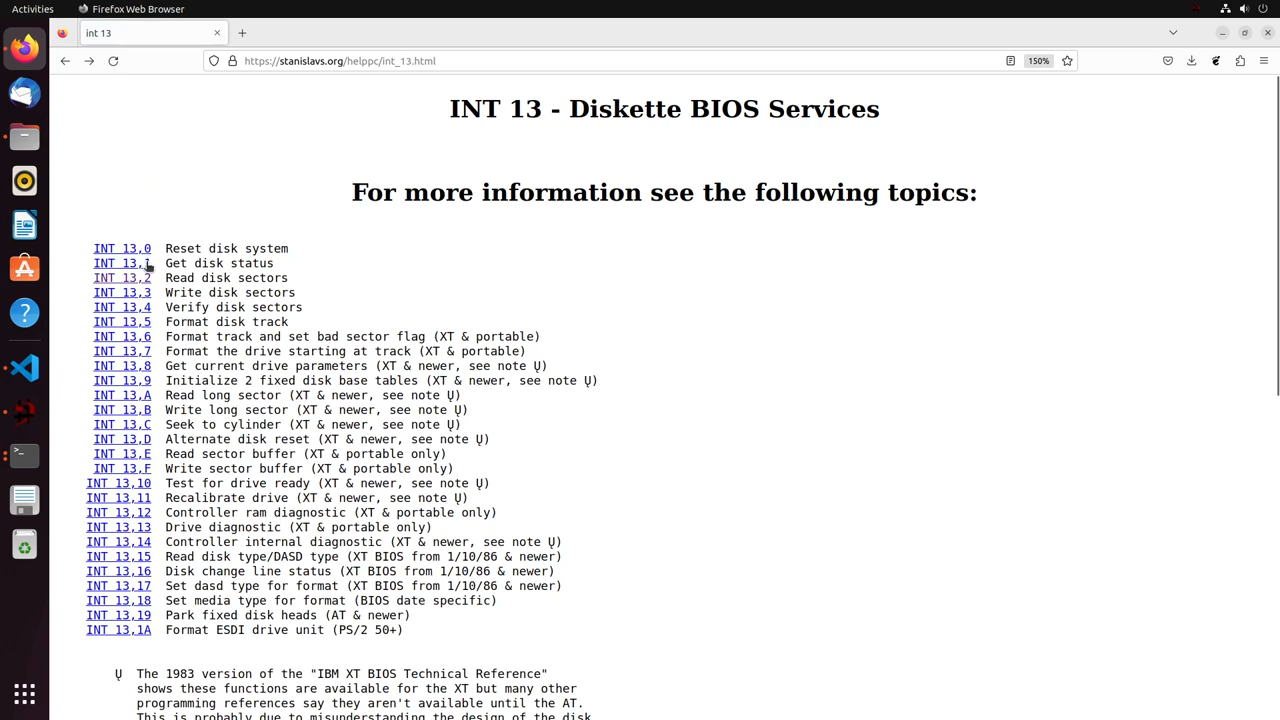 Activities
Firefox Web Browser
int 13
https://stanislavs.org/helppc/int_13.html
150%
INT 13 - Diskette BIOS Services
For more information see the following topics:
INT 13,0 Reset disk system
INT 13,1 Get disk status
INT 13,2 Read disk sectors
INT 13,3 Write disk sectors
INT 13,4 Verify disk sectors
INT 13,5 Format disk track
INT 13,6 Format track and set bad sector flag (XT & portable)
INT 13,7 Format the drive starting at track (XT & portable)
INT 13,8 Get current drive parameters (XT & newer, see note Ų)
INT 13,9 Initialize 2 fixed disk base tables (XT & newer, see note Ų)
INT 13,A Read long sector (XT & newer, see note Ų)
INT 13,B Write long sector (XT & newer, see note Ų)
INT 13,C Seek to cylinder (XT & newer, see note Ų)
INT 13,D Alternate disk reset (XT & newer, see note Ų)
INT 13,E Read sector buffer (XT & portable only)
INT 13,F Write sector buffer (XT & portable only)
INT 13,10 Test for drive ready (XT & newer, see note Ų)
INT 13,11 Recalibrate drive (XT & newer, see note Ų)
INT 13,12 Controller ram diagnostic (XT & portable only)
INT 13,13 Drive diagnostic (XT & portable only)
INT 13,14 Controller internal diagnostic (XT & newer, see note Ų)
INT 13,15 Read disk type/DASD type (XT BIOS from 1/10/86 & newer)
INT 13,16 Disk change line status (XT BIOS from 1/10/86 & newer)
INT 13,17 Set dasd type for format (XT BIOS from 1/10/86 & newer)
INT 13,18 Set media type for format (BIOS date specific)
INT 13,19 Park fixed disk heads (AT & newer)
INT 13,1A Format ESDI drive unit (PS/2 50+)
Ų The 1983 version of the "IBM XT BIOS Technical Reference"
shows these functions are available for the XT but many other
programming references say they aren't available until the AT.
This is probably due to misunderstanding the design of the disk